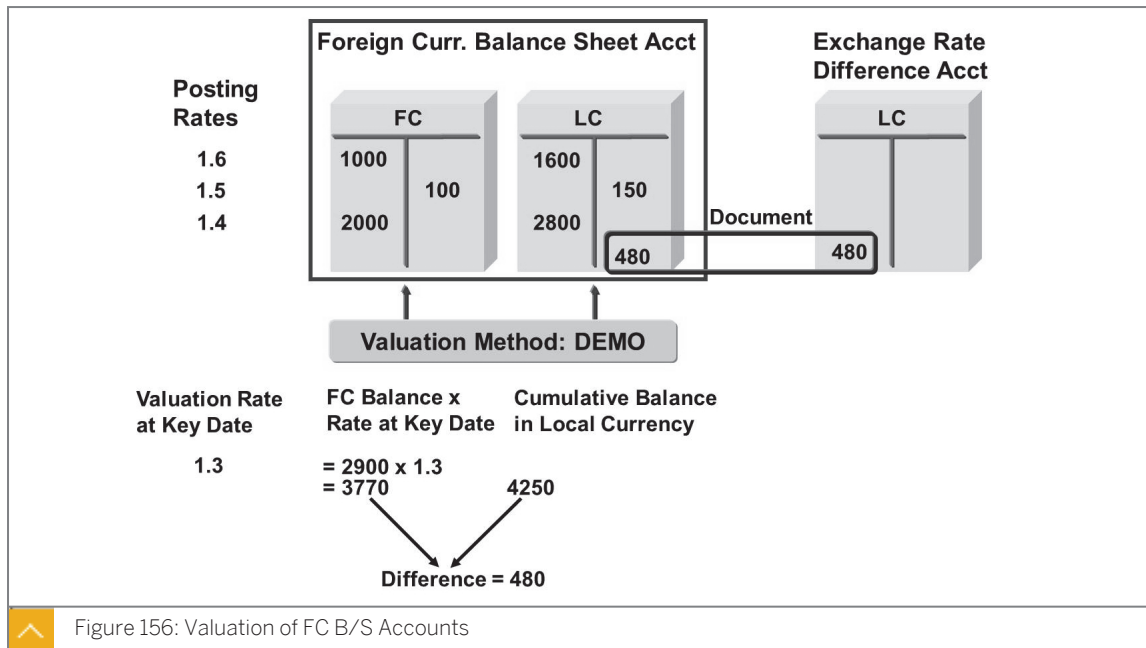 Foreign Curr. Balance Sheet Acct
Exchange Rate
Difference Acct
Posting
Rates
FC
LC
LC
1.6
1000
1600
1.5
100
150
1.4
2000
2800
Document
480
480
Valuation Method: DEMO
Valuation Rate
at Key Date
FC Balance x
Rate at Key Date
Cumulative Balance
in Local Currency
1.3
= 2900 x 1.3
= 3770
4250
Difference = 480
Figure 156: Valuation of FC B/S Accounts